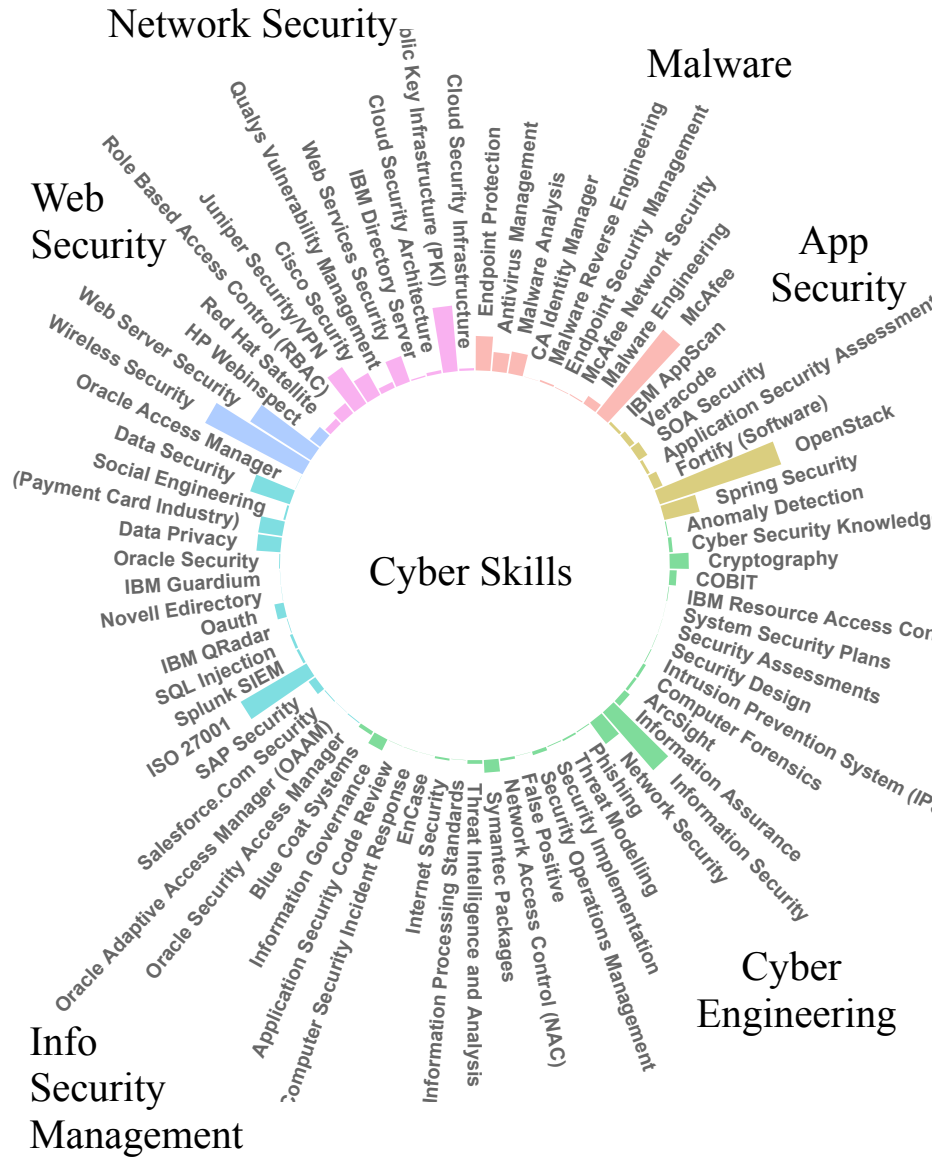 Network Security
Malware
App
Security
Web
Security
Cyber Skills
Cyber
Engineering
Info
Security
Management
Cloud Security Infrastructure
Endpoint Protection
Antivirus Management
Malware Analysis
CA Identity Manager
Malware Reverse Engineering
Endpoint Security Management
McAfee Network Security
Malware Engineering
McAfee
IBM AppScan
Veracode
SOA Security
Application Security Assessment
Fortify (Software)
OpenStack
Spring Security
Anomaly Detection
Cyber Security Knowledg
Cryptography
COBIT
IBM Resource Access Con
System Security Plans
Security Assessments
Security Design
Intrusion Prevention System (IPS
Computer Forensics
ArcSight
Information Assurance
Information Security
Network Security
Phishing
Threat Modelling
Security Implementation
Security Operations Management
False Positive
Network Access Control (NAC)
Symantec Packages
Threat Intelligence and Analysis
Information Processing Standards
Internet Security
EnCase
Computer Security Incident Response
Application Security Code Review
Information Governance
Blue Coat Systems
Oracle Security Access Manager
Oracle Adaptive Access Manager (OAAM)
Salesforce.Com Security
SAP Security
ISO 27001
Splunk SIEM
SQL Injection
IBM QRadar
Oauth
Novell Edirectory
IBM Guardium
Oracle Security
Data Privacy
(Payment Card Industry)
Social Engineering
Data Security
Oracle Access Manager
Wireless Security
Web Server Security
HP WebInspect
Red Hat Satellite
Role Based Access Control (RBAC)
Juniper Security/VPN
Cisco Security
Qualys Vulnerability Management
Web Services Security
IBM Directory Server
Cloud Security Architecture
blic Key Infrastructure (PKI)